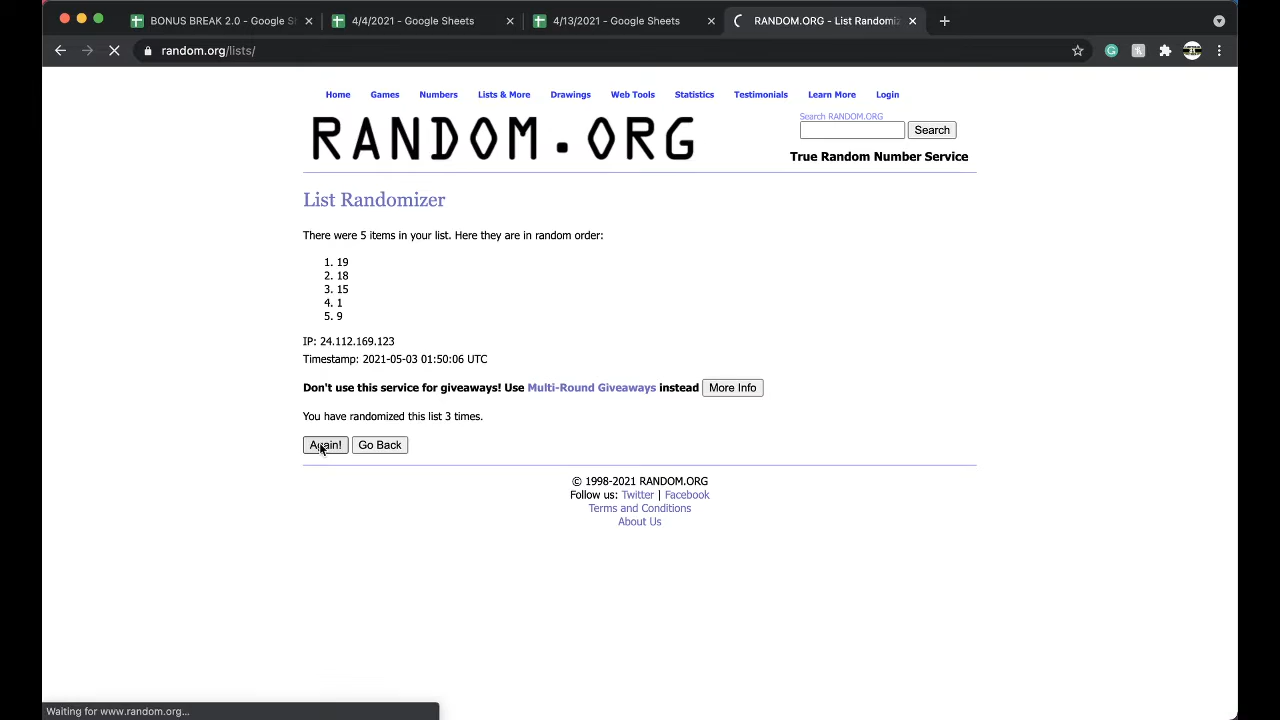 BONUS BREAK 2.0 - Google S
4/4/2021 - Google Sheets
4/13/2021 - Google Sheets
RANDOM.ORG - List Randomiz
random.org/lists/
Home Games Numbers Lists & More Drawings Web Tools Statistics Testimonials Learn More Login
RANDOM.ORG
Search RANDOM.ORG
Search
True Random Number Service
List Randomizer
There were 5 items in your list. Here they are in random order:
1. 19
2. 18
3. 15
4. 1
5. 9
IP: 24.112.169.123
Timestamp: 2021-05-03 01:50:06 UTC
Don't use this service for giveaways! Use Multi-Round Giveaways instead More Info
You have randomized this list 3 times.
Again! Go Back
© 1998-2021 RANDOM.ORG
Follow us: Twitter | Facebook
Terms and Conditions
About Us
Waiting for www.random.org...